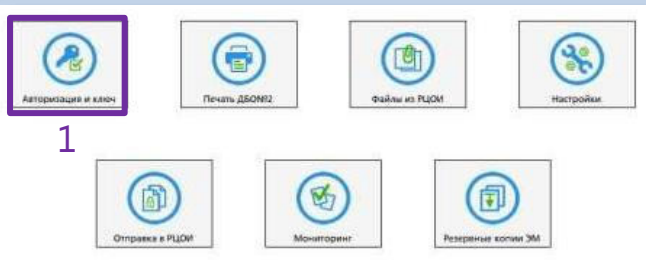 Авторизация и ключ
Печать ДБО№2
Файлы из РЦОИ
Настройки
1
Отправка в РЦОИ
Мониторинг
Резервные копии ЭМ